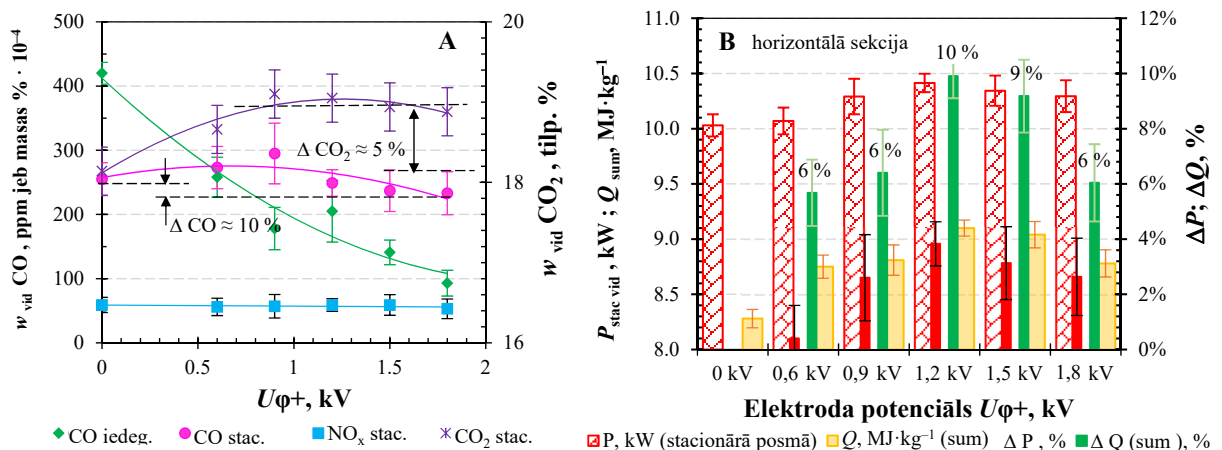 A
w vid CO, ppm jeb masas % · 10⁻⁴
500
400
300
200
100
0
20
18
16
w vid CO₂, tilp. %
Δ CO₂ ≈ 5 %
Δ CO ≈ 10 %
0 0,5 1 1,5 2
Uφ+, kV
CO iedeg. CO stac. NOₓ stac. CO₂ stac.
B horizontālā sekcija
P stac vid , kW ; Q sum, MJ·kg⁻¹
11.0
10.5
10.0
9.5
9.0
8.5
8.0
12%
10%
8%
6%
4%
2%
0%
ΔP; ΔQ, %
6 % 6 % 10 % 9 % 6 %
0 kV 0,6 kV 0,9 kV 1,2 kV 1,5 kV 1,8 kV
Elektroda potenciāls Uφ+, kV
P, kW (stacionārā posmā) Q, MJ·kg⁻¹ (sum) Δ P , % Δ Q (sum ), %